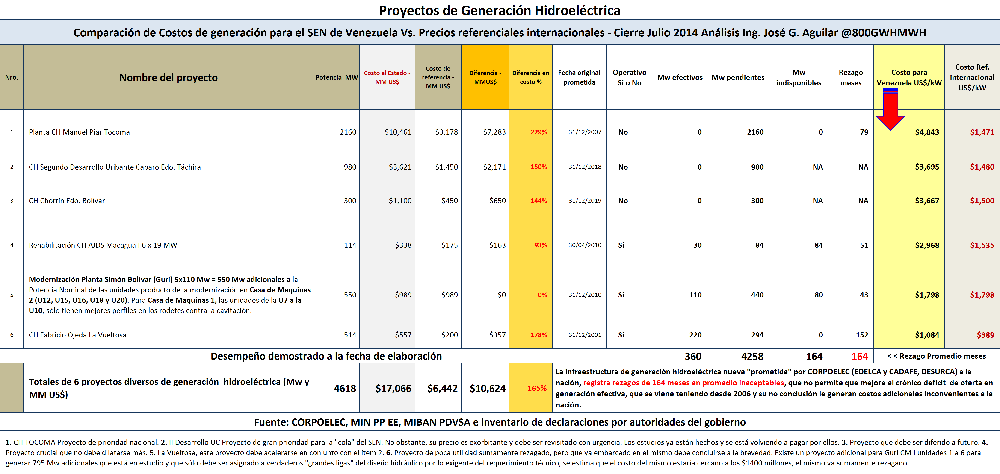 Proyectos de Generación Hidroeléctrica
Comparación de Costos de generación para el SEN de Venezuela Vs. Precios referenciales internacionales - Cierre Julio 2014 Análisis Ing. José G. Aguilar @800GWHMWH
Nro. Nombre del proyecto Potencia MW Costo al Estado - MM US$ Costo de referencia - MM US$ Diferencia - MMUS$ Diferencia en costo % Fecha original prometida Operativo Si o No Mw efectivos Mw pendientes Mw indisponibles Rezago meses Costo para Venezuela US$/kW Costo Ref. internacional US$/kW
1 Planta CH Manuel Piar Tocoma 2160 $10,461 $3,178 $7,283 229% 31/12/2007 No 0 2160 0 79 $4,843 $1,471
2 CH Segundo Desarrollo Uribante Caparo Edo. Táchira 980 $3,621 $1,450 $2,171 150% 31/12/2018 No 0 980 NA NA $3,695 $1,480
3 CH Chorrín Edo. Bolívar 300 $1,100 $450 $650 144% 31/12/2019 No 0 300 NA NA $3,667 $1,500
4 Rehabilitación CH AJDS Macagua I 6 x 19 MW 114 $338 $175 $163 93% 30/04/2010 Si 30 84 84 51 $2,968 $1,535
5 Modernización Planta Simón Bolívar (Guri) 5x110 Mw = 550 Mw adicionales a la
Potencia Nominal de las unidades producto de la modernización en Casa de Maquinas
2 (U12, U15, U16, U18 y U20). Para Casa de Maquinas 1, las unidades de la U7 a la
U10, sólo tienen mejores perfiles en los rodetes contra la cavitación.
550 $989 $989 $0 0% 31/12/2010 Si 110 440 80 43 $1,798 $1,798
6 CH Fabricio Ojeda La Vueltosa 514 $557 $200 $357 178% 31/12/2001 Si 220 294 0 152 $1,084 $389
Desempeño demostrado a la fecha de elaboración 360 4258 164 164 < < Rezago Promedio meses
Totales de 6 proyectos diversos de generación hidroeléctrica (Mw y
MM US$)
4618 $17,066 $6,442 $10,624 165%
La infraestructura de generación hidroeléctrica nueva "prometida" por CORPOELEC (EDELCA y CADAFE, DESURCA) a la
nación, registra rezagos de 164 meses en promedio inaceptables, que no permite que mejore el crónico deficit de oferta en
generación efectiva, que se viene teniendo desde 2006 y su no conclusión le generan costos adicionales inconvenientes a la
nación.
Fuente: CORPOELEC, MIN PP EE, MIBAN PDVSA e inventario de declaraciones por autoridades del gobierno
1. CH TOCOMA Proyecto de prioridad nacional. 2. II Desarrollo UC Proyecto de gran prioridad para la "cola" del SEN. No obstante, su precio es exorbitante y debe ser revisitado con urgencia. Los estudios ya están hechos y se está volviendo a pagar por ellos. 3. Proyecto que debe ser diferido a futuro. 4.
Proyecto crucial que no debe dilatarse más. 5. La Vueltosa, este proyecto debe acelerarse en conjunto con el ítem 2. 6. Proyecto de poca utilidad sumamente rezagado, pero que ya embarcado en el mismo debe concluirse a la brevedad. Existe un proyecto adicional para Guri CM I unidades 1 a 6 para
generar 795 Mw adicionales que está en estudio y que sólo debe ser asignado a verdaderos "grandes ligas" del diseño hidráulico por lo exigente del requerimiento técnico, se estima que el costo del mismo estaría cercano a los $1400 millones, el mismo va sumamente rezagado.